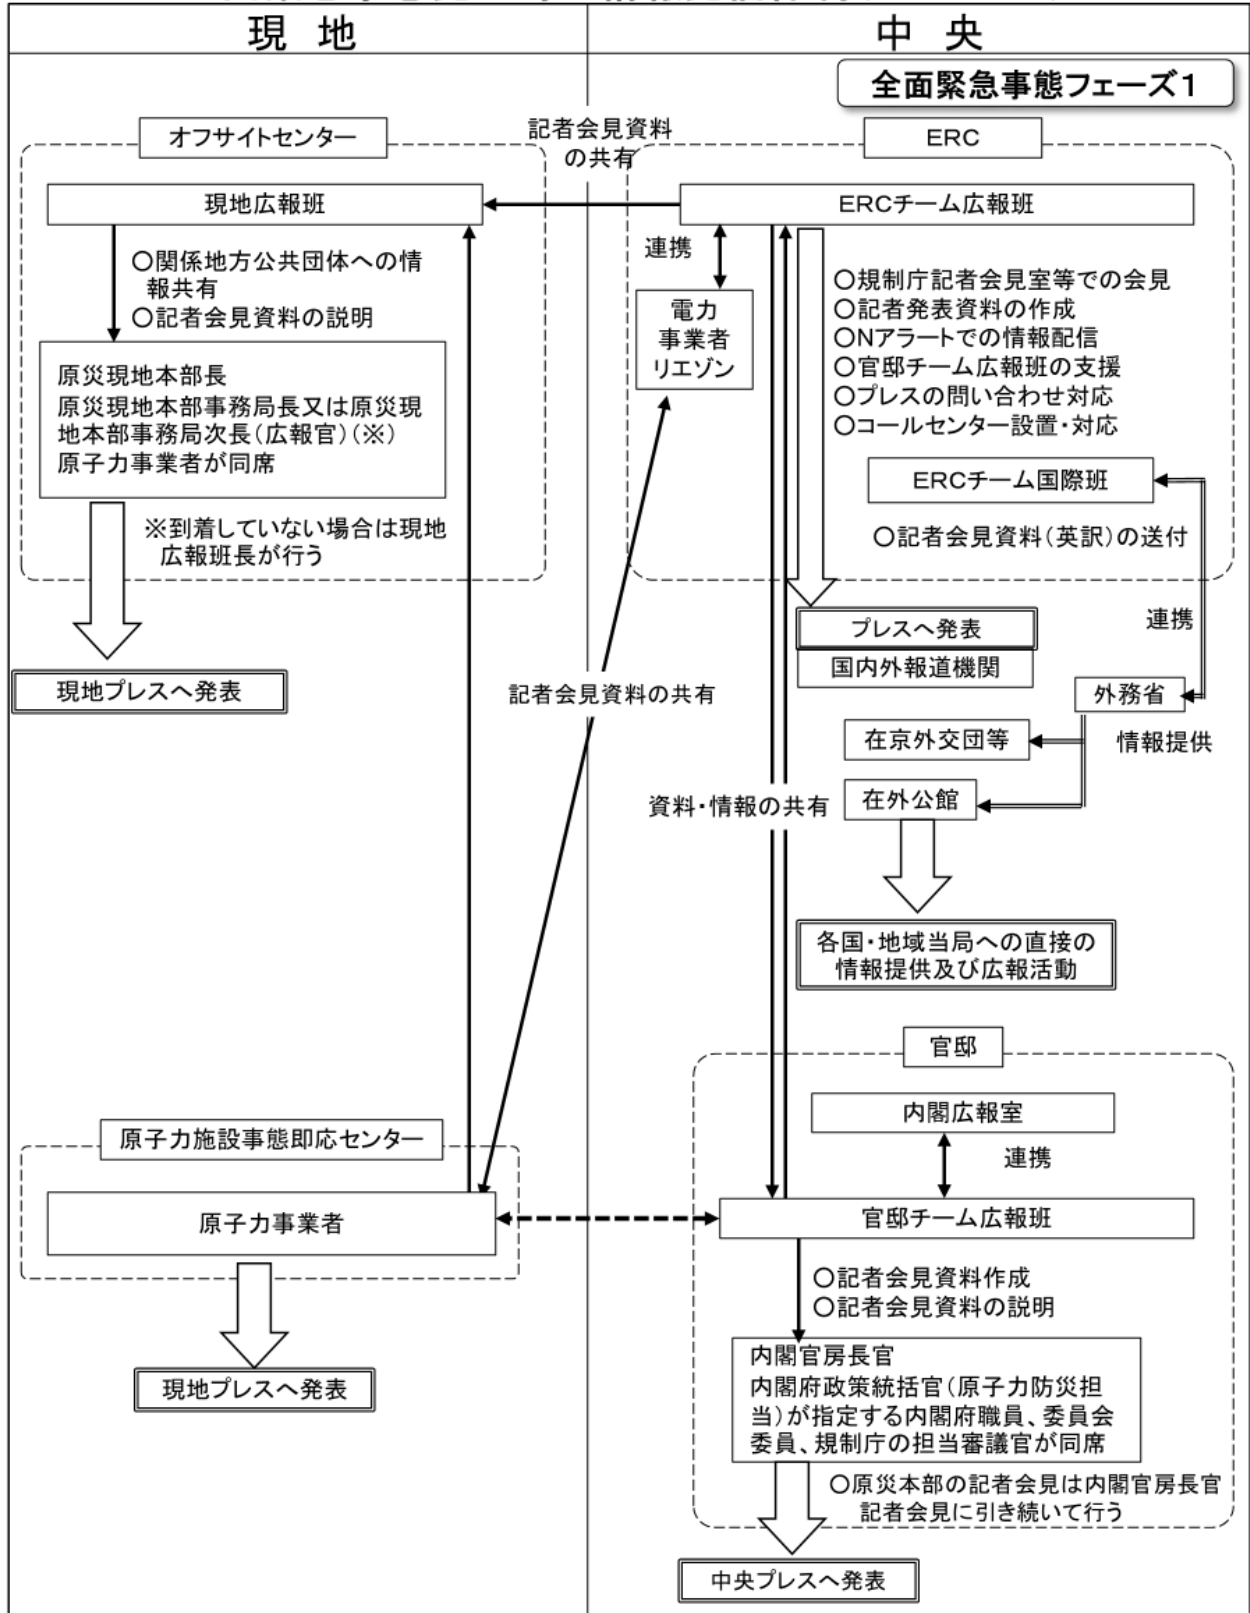 現 地
中 央
全面緊急事態フェーズ1
オフサイトセンター
記者会見資料
の共有
ERC
現地広報班
ERCチーム広報班
○関係地方公共団体への情
報共有
○記者会見資料の説明
連携
電力
事業者
リエゾン
○規制庁記者会見室等での会見
○記者発表資料の作成
○Nアラートでの情報配信
○官邸チーム広報班の支援
○プレスの問い合わせ対応
○コールセンター設置・対応
原災現地本部長
原災現地本部事務局長又は原災現
地本部事務局次長(広報官)(※)
原子力事業者が同席
ERCチーム国際班
○記者会見資料(英訳)の送付
※到着していない場合は現地
広報班長が行う
連携
プレスへ発表
国内外報道機関
現地プレスへ発表
記者会見資料の共有
外務省
在京外交団等
情報提供
資料・情報の共有
在外公館
各国・地域当局への直接の
情報提供及び広報活動
官邸
内閣広報室
連携
原子力施設事態即応センター
原子力事業者
官邸チーム広報班
○記者会見資料作成
○記者会見資料の説明
現地プレスへ発表
内閣官房長官
内閣府政策統括官(原子力防災担
当)が指定する内閣府職員、委員会
委員、規制庁の担当審議官が同席
○原災本部の記者会見は内閣官房長官
記者会見に引き続いて行う
中央プレスへ発表